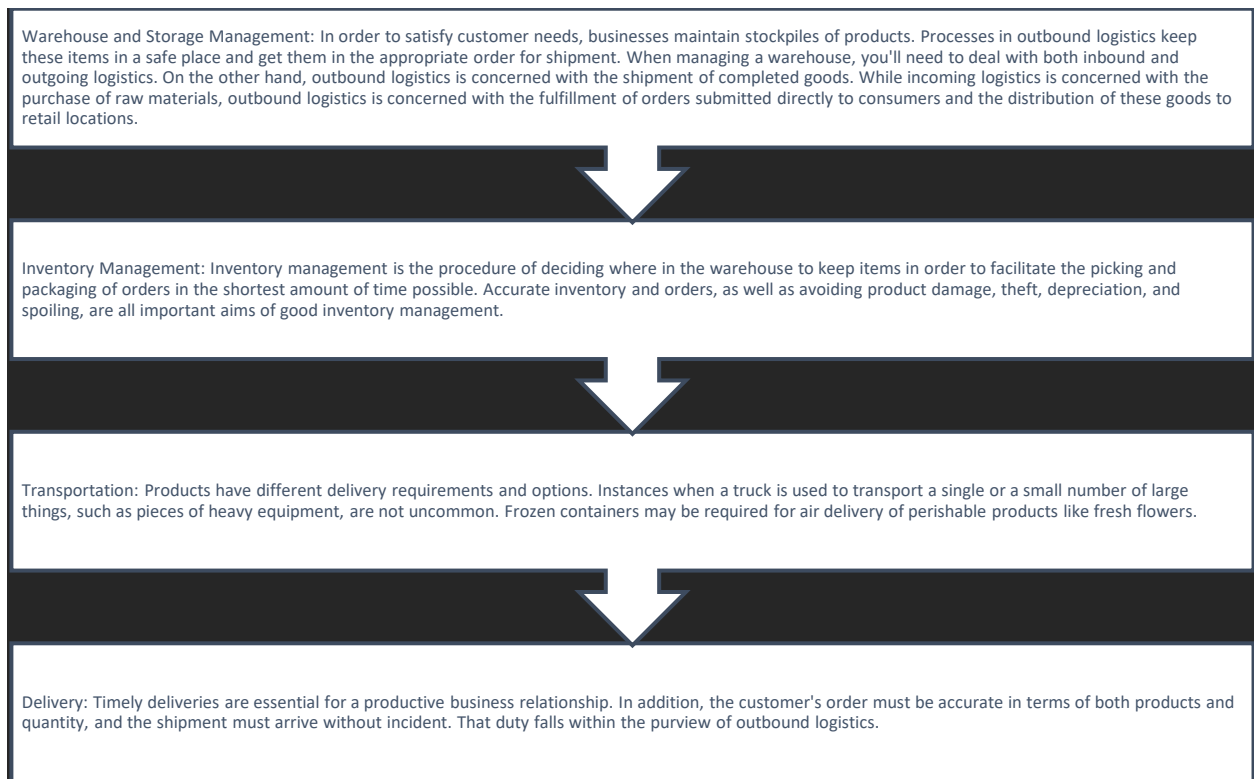 Warehouse and Storage Management: In order to satisfy customer needs, businesses maintain stockpiles of products. Processes in outbound logistics keep
these items in a safe place and get them in the appropriate order for shipment. When managing a warehouse, you'll need to deal with both inbound and
outgoing logistics. On the other hand, outbound logistics is concerned with the shipment of completed goods. While incoming logistics is concerned with the
purchase of raw materials, outbound logistics is concerned with the fulfillment of orders submitted directly to consumers and the distribution of these goods to
retail locations.
Inventory Management: Inventory management is the procedure of deciding where in the warehouse to keep items in order to facilitate the picking and
packaging of orders in the shortest amount of time possible. Accurate inventory and orders, as well as avoiding product damage, theft, depreciation, and
spoiling, are all important aims of good inventory management.
Transportation: Products have different delivery requirements and options. Instances when a truck is used to transport a single or a small number of large
things, such as pieces of heavy equipment, are not uncommon. Frozen containers may be required for air delivery of perishable products like fresh flowers.
Delivery: Timely deliveries are essential for a productive business relationship. In addition, the customer's order must be accurate in terms of both products and
quantity, and the shipment must arrive without incident. That duty falls within the purview of outbound logistics.